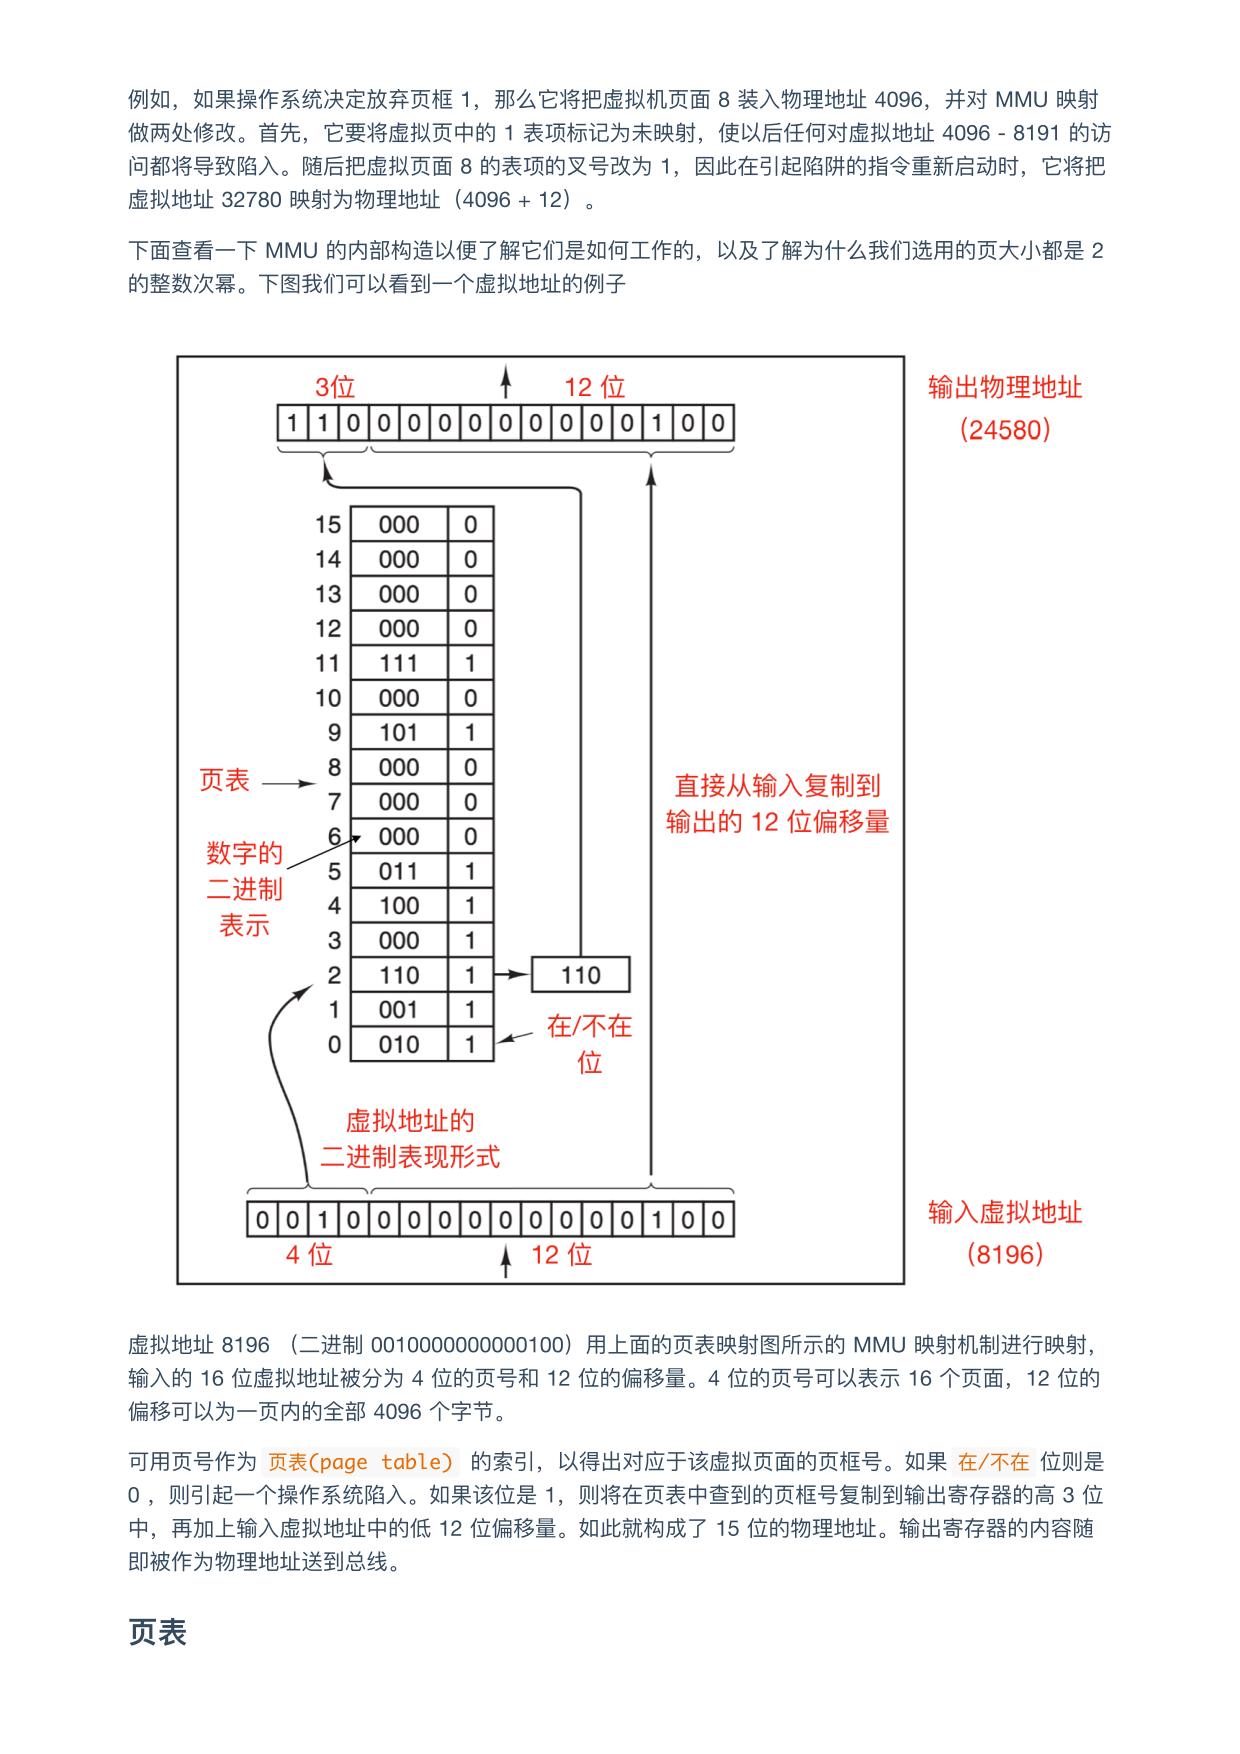 例如，如果操作系统决定放弃页框 1，那么它将把虚拟机页面 8 装入物理地址 4096，并对 MMU 映射
做两处修改。首先，它要将虚拟页中的 1 表项标记为未映射，使以后任何对虚拟地址 4096 - 8191 的访
问都将导致陷入。随后把虚拟页面 8 的表项的叉号改为 1，因此在引起陷阱的指令重新启动时，它将把
虚拟地址 32780 映射为物理地址（4096 + 12）。
下面查看一下 MMU 的内部构造以便了解它们是如何工作的，以及了解为什么我们选用的页大小都是 2
的整数次幂。下图我们可以看到一个虚拟地址的例子
3位 12 位
输出物理地址
1 1 0 0 0 0 0 0 0 0 0 0 1 0 0
（24580）
15 000 0
14 000 0
13 000 0
12 000 0
11 111 1
10 000 0
9 101 1
8 000 0
7 000 0
6 000 0
5 011 1
4 100 1
3 000 1
2 110 1
1 001 1
0 010 1
110
页表
数字的
二进制
表示
直接从输入复制到
输出的 12 位偏移量
在/不在
位
虚拟地址的
二进制表现形式
0 0 1 0 0 0 0 0 0 0 0 0 0 1 0 0
输入虚拟地址
4 位 12 位
（8196）
虚拟地址 8196 （二进制 0010000000000100）用上面的页表映射图所示的 MMU 映射机制进行映射，
输入的 16 位虚拟地址被分为 4 位的页号和 12 位的偏移量。4 位的页号可以表示 16 个页面，12 位的
偏移可以为一页内的全部 4096 个字节。
可用页号作为 页表(page table) 的索引，以得出对应于该虚拟页面的页框号。如果 在/不在 位则是
0 ，则引起一个操作系统陷入。如果该位是 1，则将在页表中查到的页框号复制到输出寄存器的高 3 位
中，再加上输入虚拟地址中的低 12 位偏移量。如此就构成了 15 位的物理地址。输出寄存器的内容随
即被作为物理地址送到总线。
页表